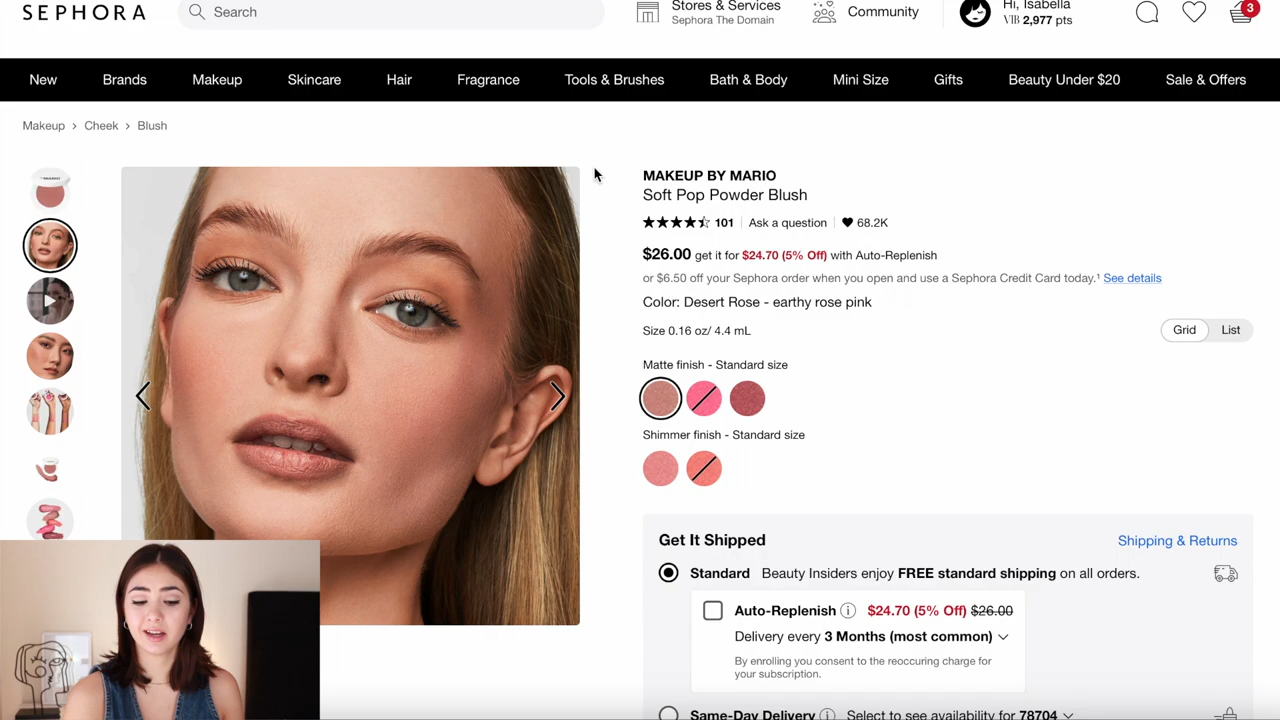 SEPHORA
Search
Stores & Services
Sephora The Domain
Community
Hi, Isabella
VIB 2,977 pts
3
New Brands Makeup Skincare Hair Fragrance Tools & Brushes Bath & Body Mini Size Gifts Beauty Under $20 Sale & Offers
Makeup > Cheek > Blush
MAKEUP BY MARIO
Soft Pop Powder Blush
101 Ask a question 68.2K
$26.00 get it for $24.70 (5% Off) with Auto-Replenish
or $6.50 off your Sephora order when you open and use a Sephora Credit Card today.¹ See details
Color: Desert Rose - earthy rose pink
Size 0.16 oz/ 4.4 mL
Grid List
Matte finish - Standard size
Shimmer finish - Standard size
Get It Shipped Shipping & Returns
Standard Beauty Insiders enjoy FREE standard shipping on all orders.
Auto-Replenish $24.70 (5% Off) $26.00
Delivery every 3 Months (most common)
By enrolling you consent to the reoccuring charge for
your subscription.
Same-Day Delivery Select to see availability for 78704